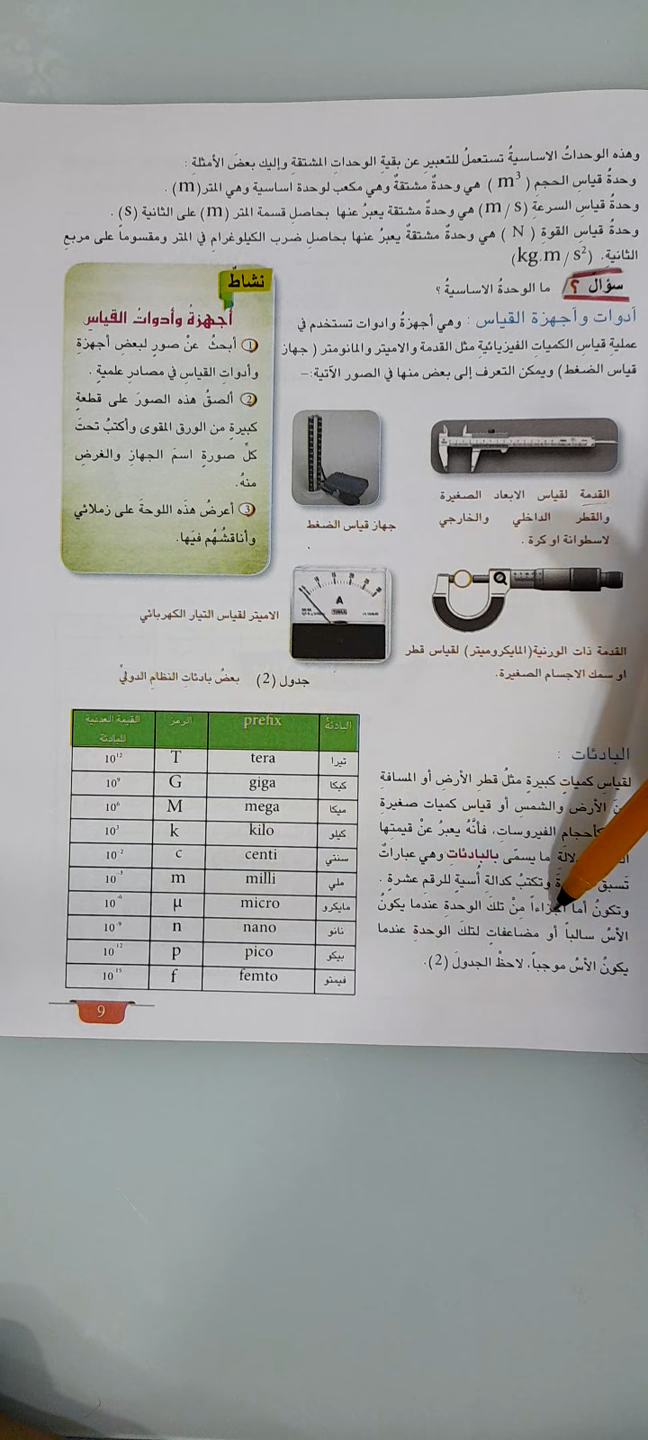 وهذه الوحداتُ الاساسيةُ تستعملُ للتعبيرِ عن بقيةِ الوحداتِ المشتقةِ وإليكَ بعضَ الأمثلةِ :
وحدةُ قياسِ الحجم ( m³ ) هي وحدةٌ مشتقةٌ وهي مكعب لوحدة اساسية وهي المتر (m) .
وحدةُ قياسِ السرعة (m/s) هي وحدةٌ مشتقة يعبرُ عنها بحاصلِ قسمة المتر (m) على الثانية (s) .
وحدةُ قياسِ القوةِ ( N ) هي وحدةٌ مشتقةٌ يعبرُ عنها بحاصلِ ضربِ الكيلوغرامِ في المتر ومقسوماً على مربعِ
الثانية. (kg.m/s²)
سؤال ؟ ما الوحدةُ الاساسيةُ ؟
أدوات وأجهزة القياس : وهي أجهزةٌ وادوات تستخدم في
عمليةِ قياسِ الكمياتِ الفيزيائيةِ مثل القدمة والاميتر والمانومتر ( جهاز
قياس الضغط) ويمكن التعرف إلى بعض منها في الصور الآتية:–
نشاطٌ
أجهزةُ وأدواتُ القياسِ
1 أبحثُ عنْ صورٍ لبعض أجهزةِ
وأدواتِ القياسِ في مصادرَ علميةٍ .
2 ألصقُ هذه الصورَ على قطعةٍ
كبيرةٍ من الورق المقوى وأكتبُ تحتَ
كلِّ صورةٍ اسمَ الجهازِ والغرضِ
منهُ.
3 أعرضُ هذهِ اللوحةَ على زملائي
وأناقشُهُم فيَها.
القدمة لقياس الابعاد الصغيرة
والقطر الداخلي والخارجي
لاسطوانة او كرة .
جهاز قياس الضغط
A
القدمة ذات الورنية(المايكروميتر) لقياس قطر
او سمك الاجسام الصغيرة.
الاميتر لقياس التيار الكهربائي
جدول (2) بعضُ بادئاتِ النظامِ الدوليِّ
البادئةُ prefix الرمز القيمة العددية
للبادئة
تيرا tera T 10¹²
كيكا giga G 10⁹
ميكا mega M 10⁶
كيلو kilo k 10³
سنتي centi c 10⁻²
ملي milli m 10⁻³
مايكرو micro μ 10⁻⁶
نانو nano n 10⁻⁹
بيكو pico p 10⁻¹²
فيمتو femto f 10⁻¹⁵
البادئات :
لقياسِ كمياتٍ كبيرةٍ مثلُ قطرِ الأرضِ أو المسافةِ
الأرضِ والشمسِ أو قياسِ كميات صغيرة
كأحجامِ الفيروساتِ، فأنَّهُ يعبرُ عنْ قيمتها
ما يسمّى بالبادئاتِ وهي عباراتٌ
تَسبق وتكتبُ كدالةٍ أُسيةٍ للرقمِ عشرةٍ .
وتكونُ أما أجزاءاً مِنْ تلكَ الوحدةِ عندما يكونُ
الأسُ سالباً أو مضاعفاتٍ لتلكَ الوحدةِ عندما
يكونُ الأسُ موجباً، لاحظْ الجدولَ (2).
9